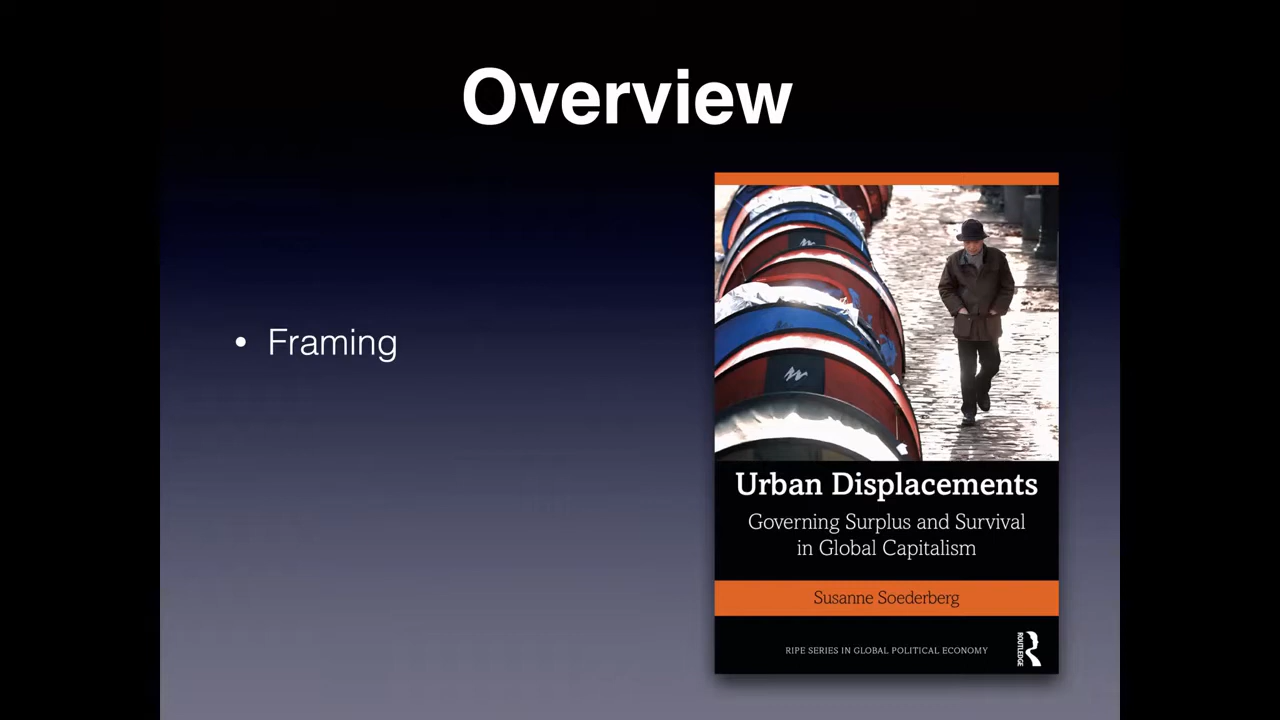 Overview
• Framing
Urban Displacements
Governing Surplus and Survival
in Global Capitalism
Susanne Soederberg
RIPE SERIES IN GLOBAL POLITICAL ECONOMY
ROUTLEDGE